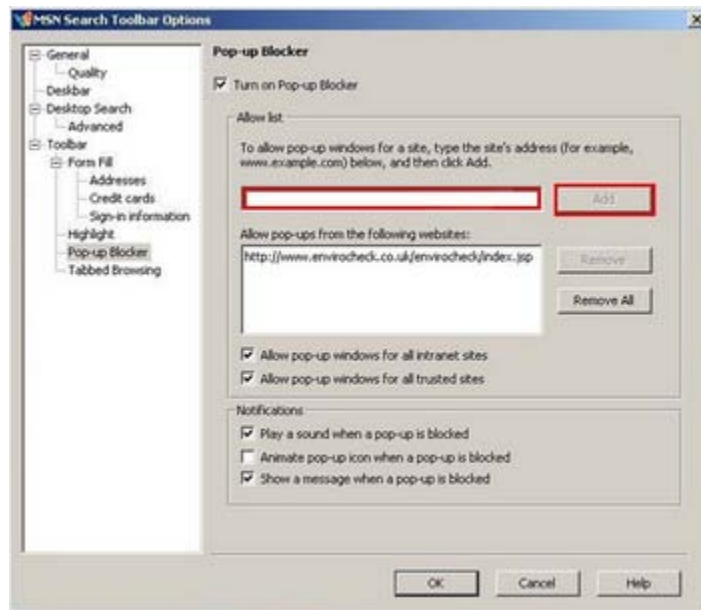 MSN Search Toolbar Options
General
Quality
Deskbar
Desktop Search
Advanced
Toolbar
Form Fill
Addresses
Credit cards
Sign-in information
Highlight
Pop-up Blocker
Tabbed Browsing
Pop-up Blocker
Turn on Pop-up Blocker
Allow list
To allow pop-up windows for a site, type the site's address (for example,
www.example.com) below, and then click Add.
Add
Allow pop-ups from the following websites:
http://www.envirocheck.co.uk/envirocheck/index.jsp
Remove
Remove All
Allow pop-up windows for all intranet sites
Allow pop-up windows for all trusted sites
Notifications
Play a sound when a pop-up is blocked
Animate pop-up icon when a pop-up is blocked
Show a message when a pop-up is blocked
OK
Cancel
Help